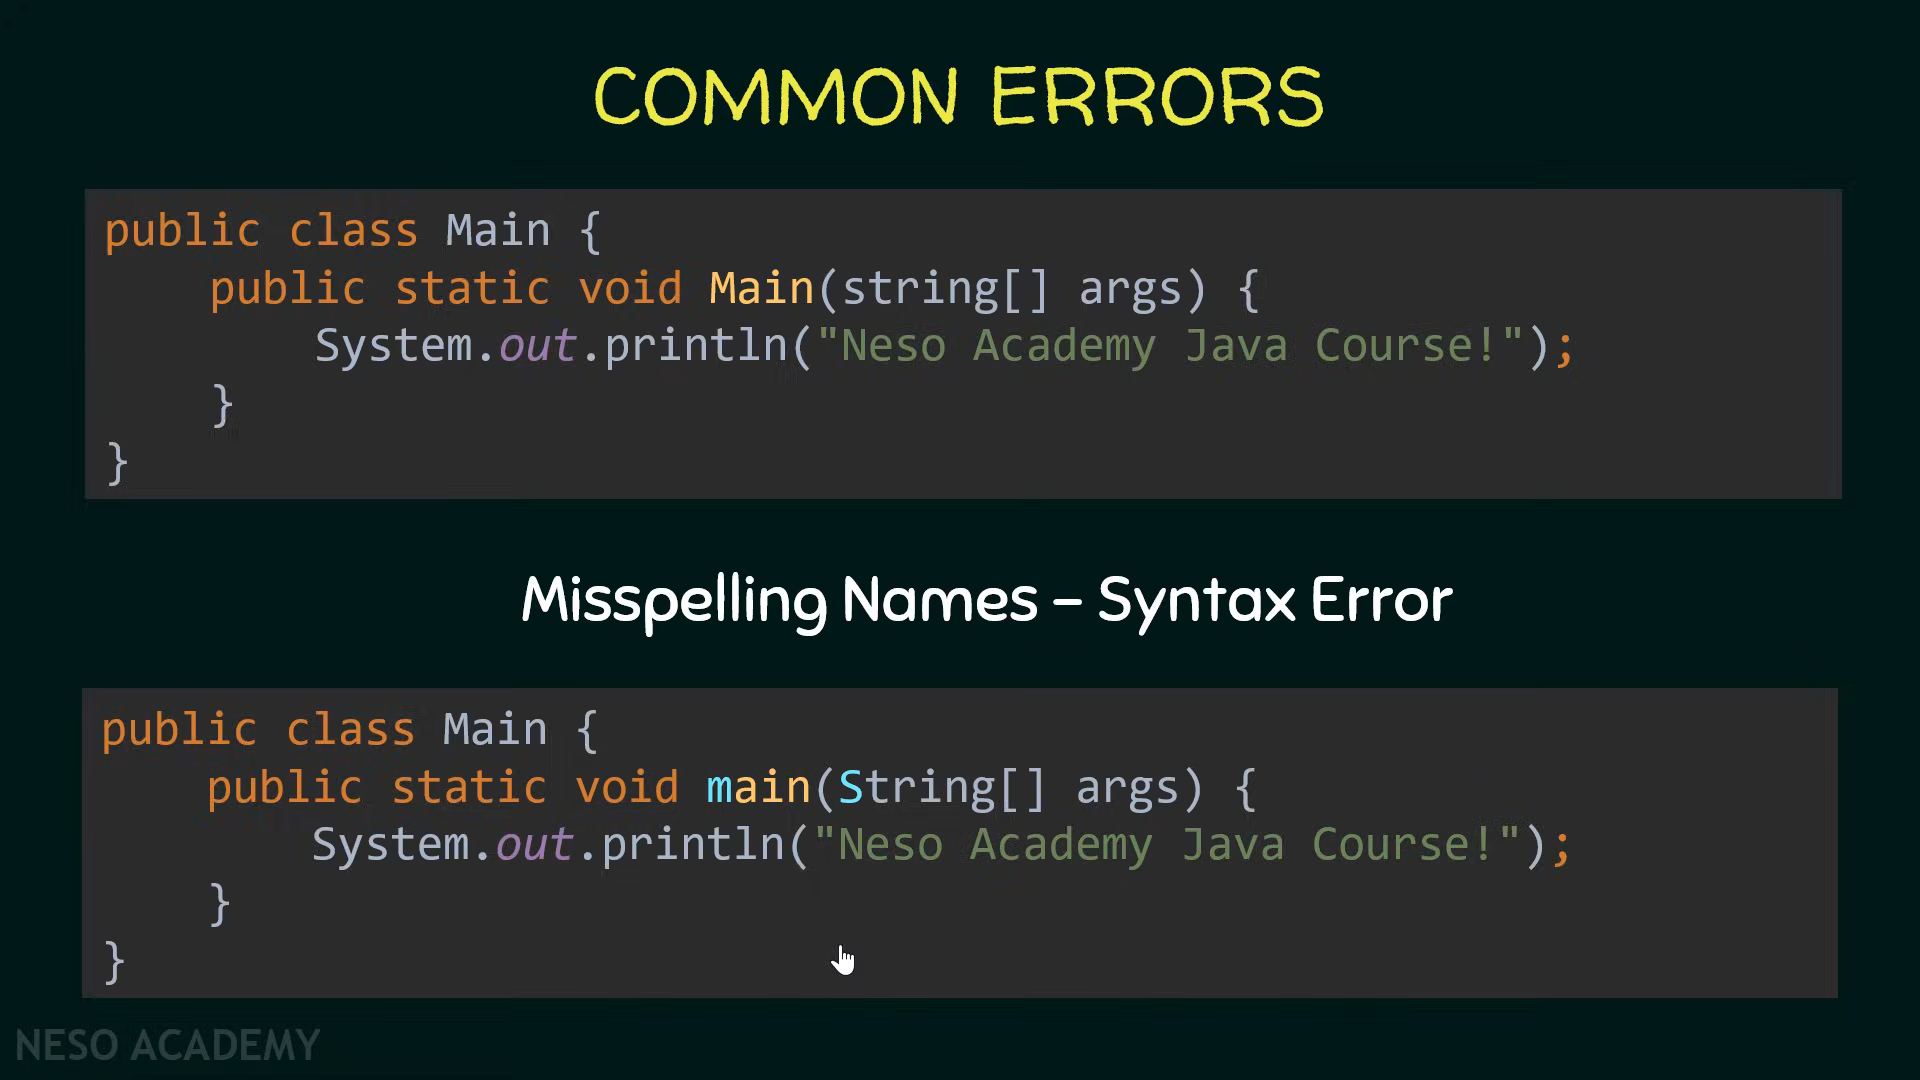 COMMON ERRORS
public class Main {
    public static void Main(string[] args) {
        System.out.println("Neso Academy Java Course!");
    }
}
Misspelling Names – Syntax Error
public class Main {
    public static void main(String[] args) {
        System.out.println("Neso Academy Java Course!");
    }
}
NESO ACADEMY